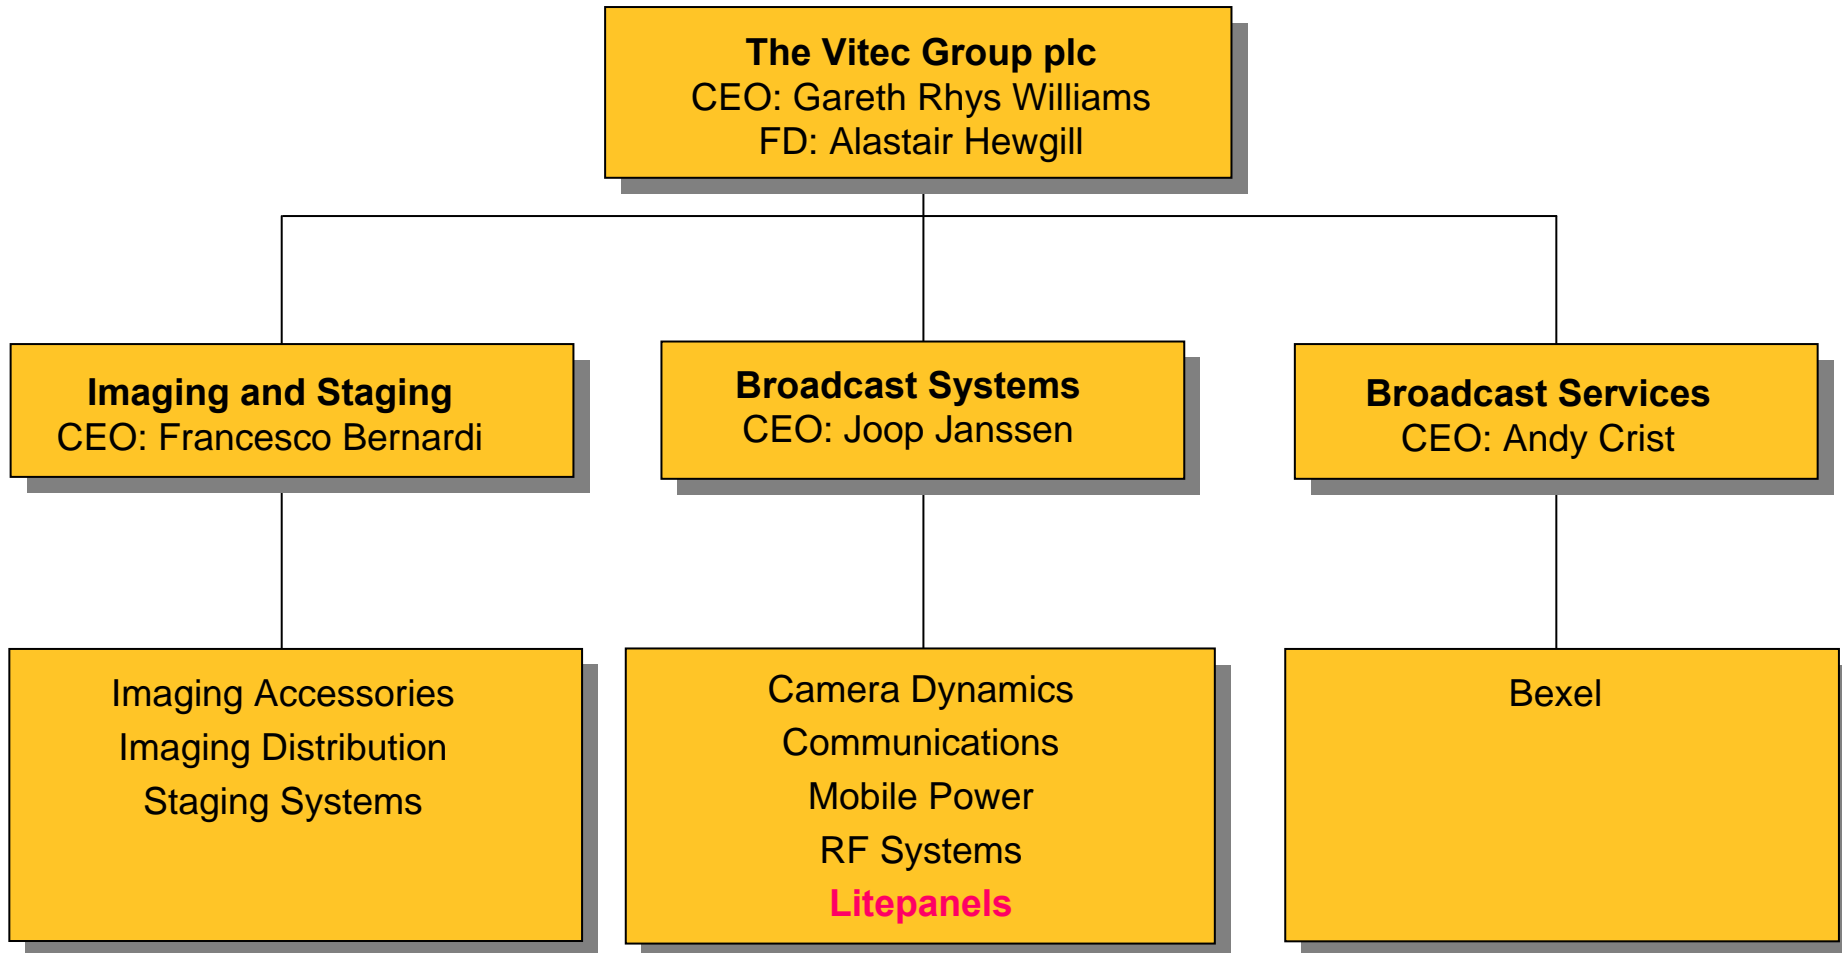 The Vitec Group plc
CEO: Gareth Rhys Williams
FD: Alastair Hewgill
Imaging and Staging
CEO: Francesco Bernardi
Broadcast Systems
CEO: Joop Janssen
Broadcast Services
CEO: Andy Crist
Imaging Accessories
Imaging Distribution
Staging Systems
Camera Dynamics
Communications
Mobile Power
RF Systems
Litepanels
Bexel